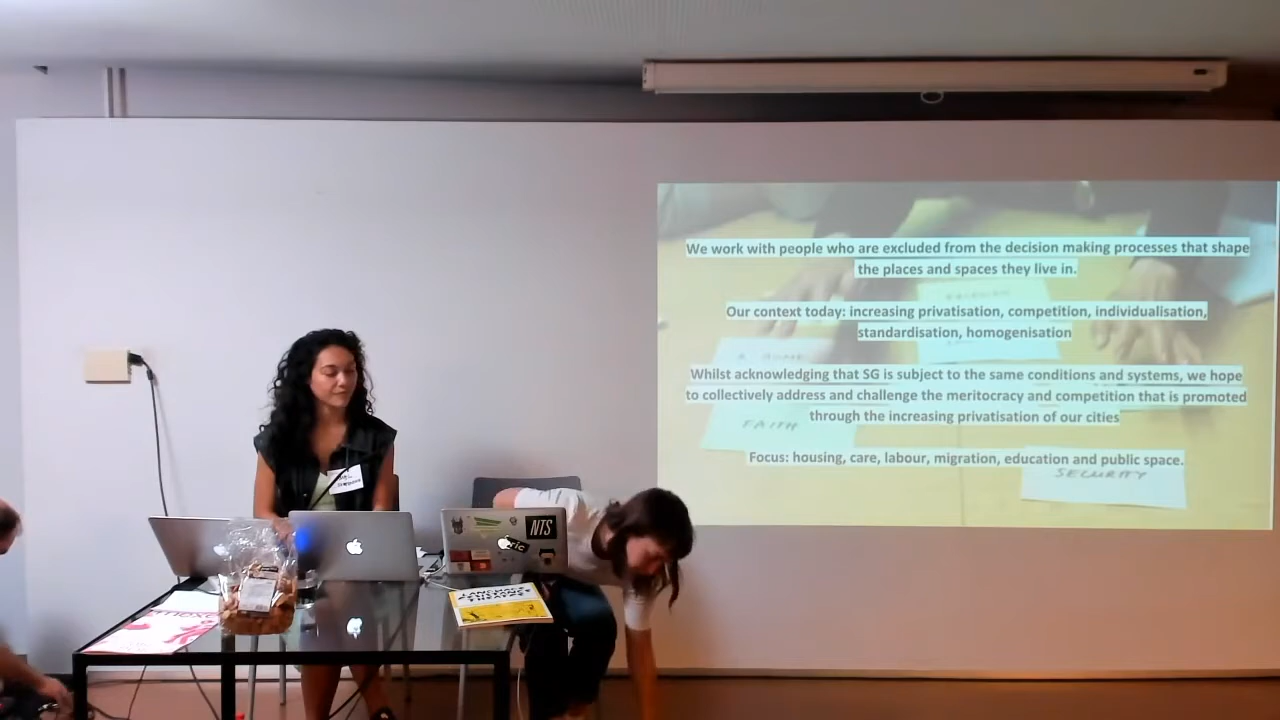 We work with people who are excluded from the decision making processes that shape
the places and spaces they live in.
Our context today: increasing privatisation, competition, individualisation,
standardisation, homogenisation
Whilst acknowledging that SG is subject to the same conditions and systems, we hope
to collectively address and challenge the meritocracy and competition that is promoted
through the increasing privatisation of our cities
FAITH
Focus: housing, care, labour, migration, education and public space.
SECURITY
NTS